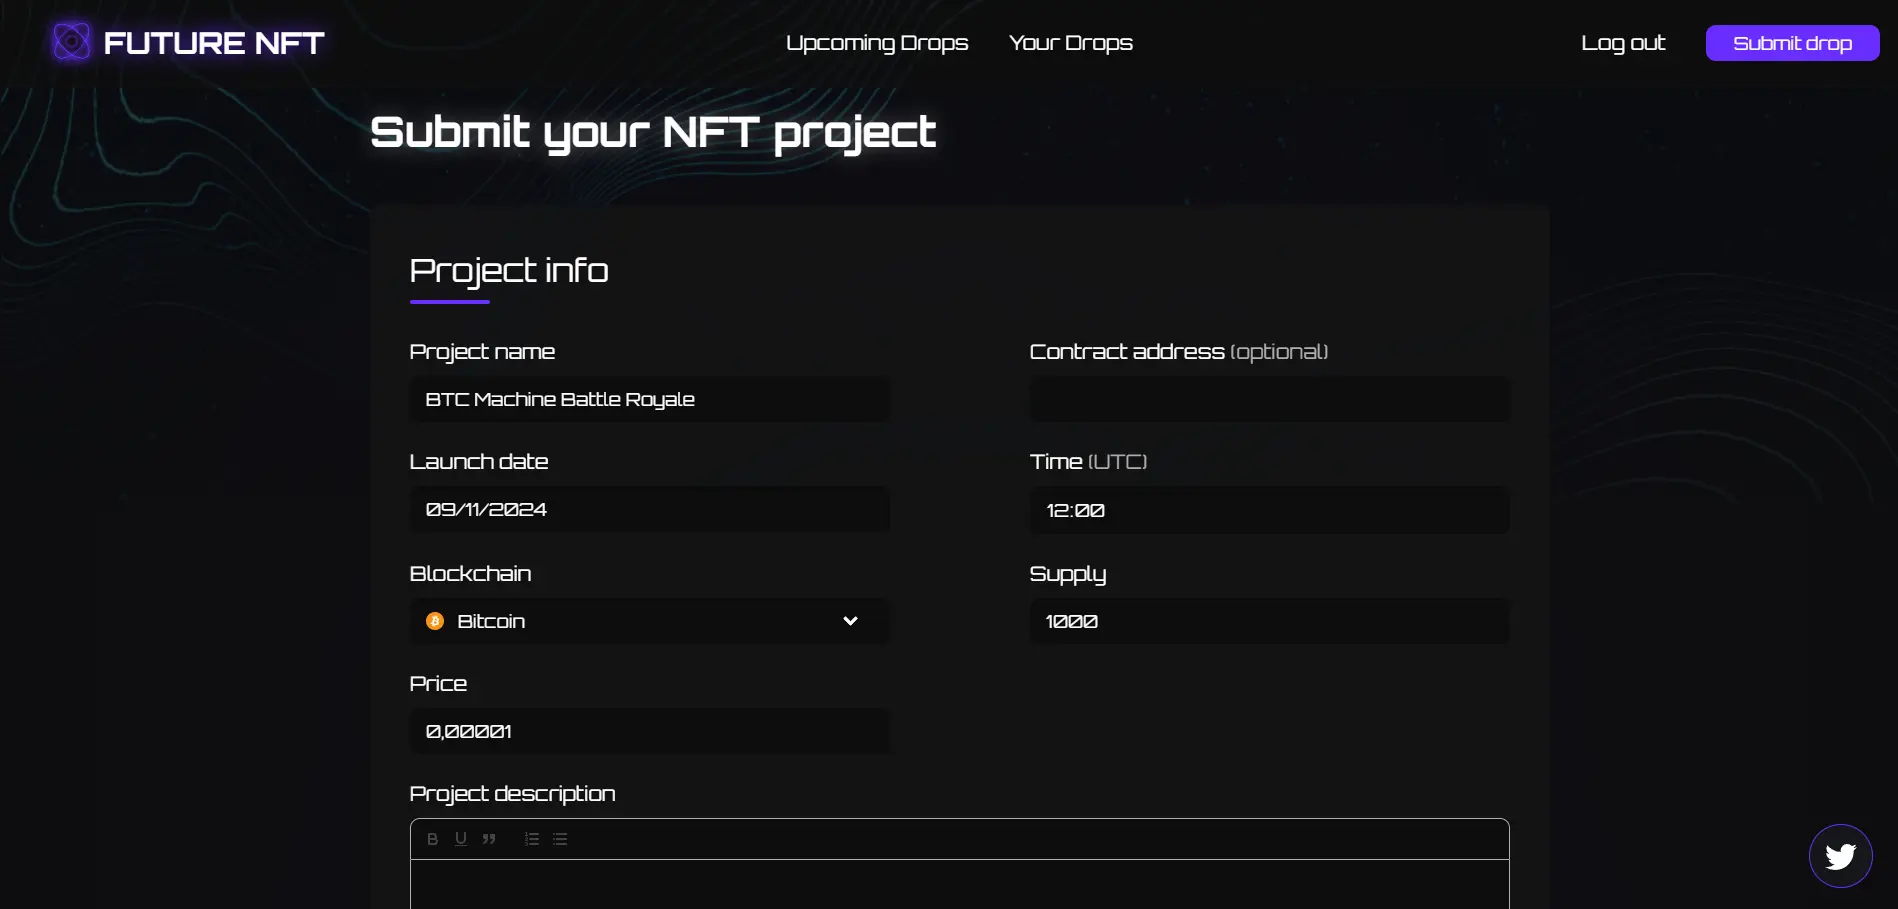 FUTURE NFT
Upcoming Drops
Your Drops
Log out
Submit drop
Submit your NFT project
Project info
Project name
Contract address (optional)
BTC Machine Battle Royale
Launch date
Time (UTC)
09/11/2024
12:00
Blockchain
Supply
Bitcoin
1000
Price
0,00001
Project description
B U